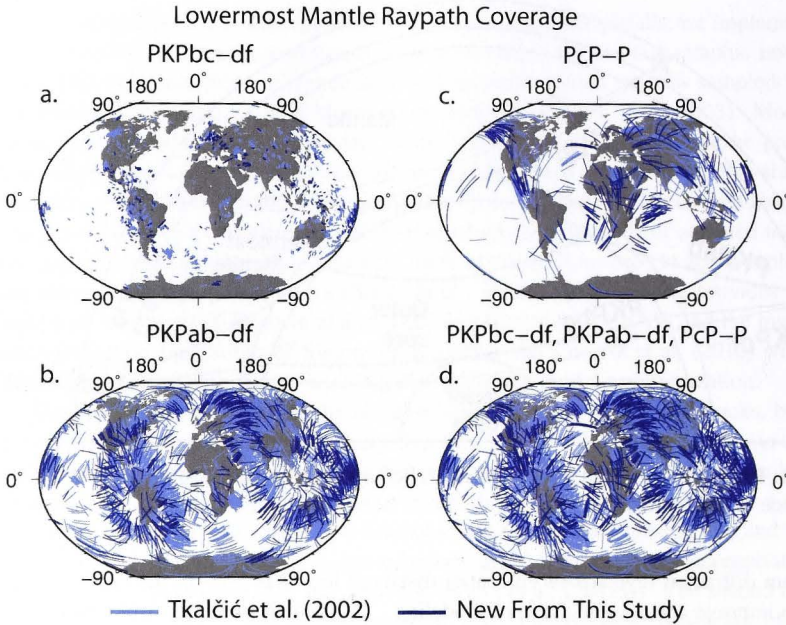 Lowermost Mantle Raypath Coverage
PKPbc–df
a.
180° 0° 180°
90° 90°
0° 0°
−90° −90°
PcP–P
c.
180° 0° 180°
90° 90°
0° 0°
−90° −90°
PKPab–df
b.
180° 0° 180°
90° 90°
0° 0°
−90° −90°
PKPbc–df, PKPab–df, PcP–P
d.
180° 0° 180°
90° 90°
0° 0°
−90° −90°
Tkalčić et al. (2002) New From This Study